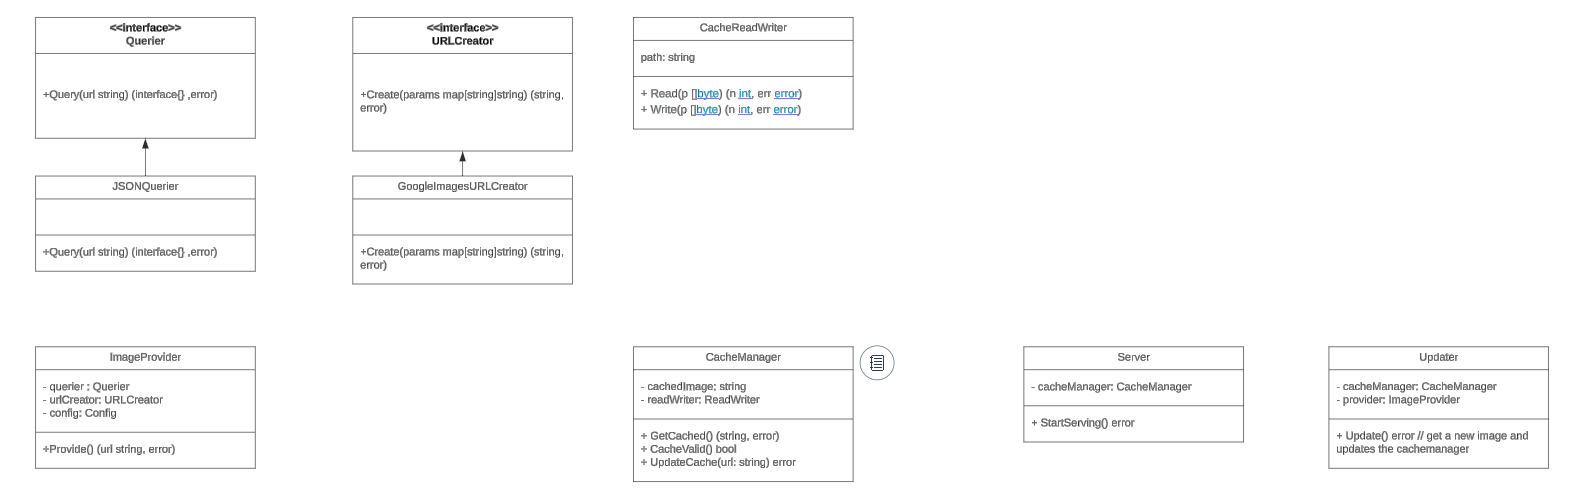 <<interface>>
Querier
+Query(url string) (interface{} ,error)
JSONQuerier
+Query(url string) (interface{} ,error)
<<interface>>
URLCreator
+Create(params map[string]string) (string,
error)
GoogleImagesURLCreator
+Create(params map[string]string) (string,
error)
CacheReadWriter
path: string
+ Read(p []byte) (n int, err error)
+ Write(p []byte) (n int, err error)
ImageProvider
- querier : Querier
- urlCreator: URLCreator
- config: Config
+Provide() (url string, error)
CacheManager
- cachedImage: string
- readWriter: ReadWriter
+ GetCached() (string, error)
+ CacheValid() bool
+ UpdateCache(url: string) error
Server
- cacheManager: CacheManager
+ StartServing() error
Updater
- cacheManager: CacheManager
- provider: ImageProvider
+ Update() error // get a new image and
updates the cachemanager